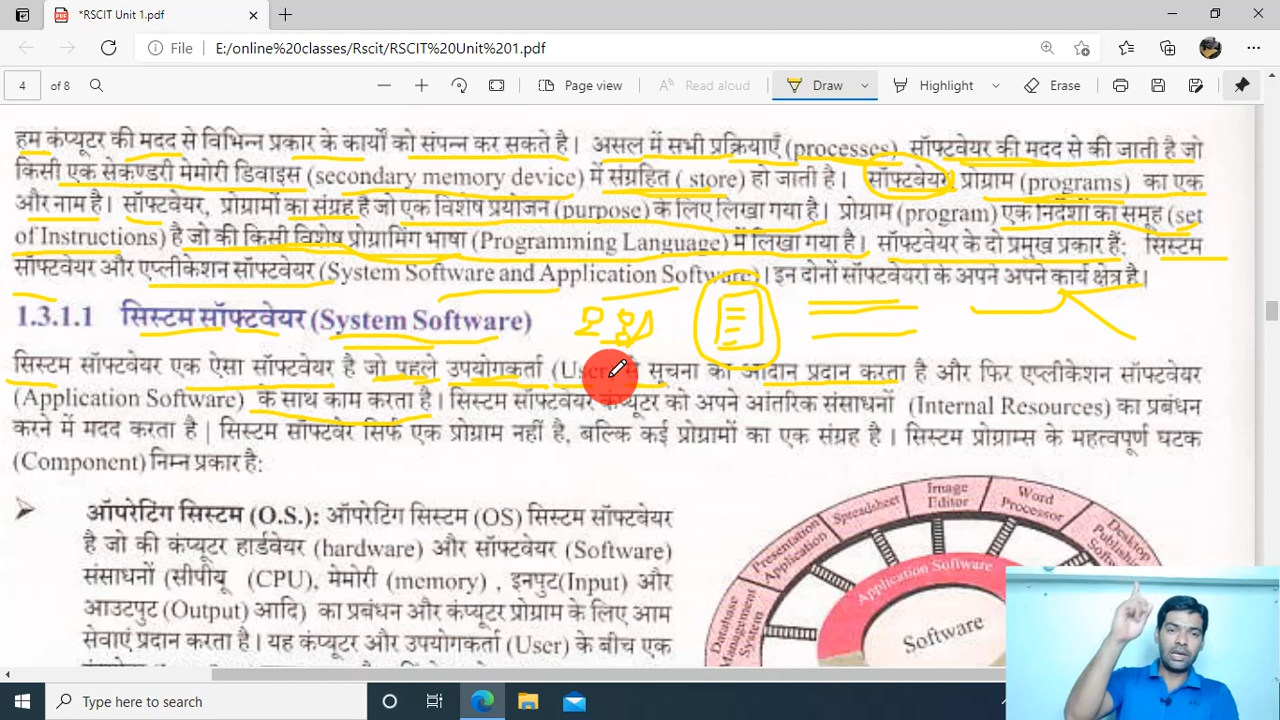 *RSCIT Unit 1.pdf
File E:/online%20classes/Rscit/RSCIT%20Unit%201.pdf
4 of 8 Page view Read aloud Draw Highlight Erase
हम कंप्यूटर की मदद से विभिन्न प्रकार के कार्यों को संपन्न कर सकते है। असल में सभी प्रक्रियाएँ (processes) सॉफ्टवेयर की मदद से की जाती है जो
किसी एक सेकण्डरी मेमोरी डिवाइस (secondary memory device) में संग्रहित ( store) हो जाती है। सॉफ्टवेयर प्रोग्राम (programs) का एक
और नाम है। सॉफ्टवेयर, प्रोग्रामों का संग्रह है जो एक विशेष प्रयोजन (purpose) के लिए लिखा गया है। प्रोग्राम (program) एक निर्देशों का समूह (set
of Instructions) है जो की किसी विशेष प्रोग्रामिंग भाषा (Programming Language) में लिखा गया है। सॉफ्टवेयर के दो प्रमुख प्रकार हैं: सिस्टम
सॉफ्टवेयर और एप्लीकेशन सॉफ्टवेयर (System Software and Application Software)। इन दोनों सॉफ्टवेयरों के अपने अपने कार्य क्षेत्र है।
1.3.1.1 सिस्टम सॉफ्टवेयर (System Software)
सिस्टम सॉफ्टवेयर एक ऐसा सॉफ्टवेयर है जो पहले उपयोगकर्ता (User) से सूचना का आदान प्रदान करता है और फिर एप्लीकेशन सॉफ्टवेयर
(Application Software) के साथ काम करता है। सिस्टम सॉफ्टवेयर कंप्यूटर को अपने आंतरिक संसाधनों (Internal Resources) का प्रबंधन
करने में मदद करता है | सिस्टम सॉफ्टवेर सिर्फ एक प्रोग्राम नहीं है, बल्कि कई प्रोग्रामों का एक संग्रह है। सिस्टम प्रोग्राम्स के महत्वपूर्ण घटक
(Component) निम्न प्रकार है:
ऑपरेटिंग सिस्टम (O.S.): ऑपरेटिंग सिस्टम (OS) सिस्टम सॉफ्टवेयर
है जो की कंप्यूटर हार्डवेयर (hardware) और सॉफ्टवेयर (Software)
संसाधनों (सीपीयू (CPU), मेमोरी (memory) , इनपुट(Input) और
आउटपुट (Output) आदि) का प्रबंधन और कंप्यूटर प्रोग्राम के लिए आम
सेवाएं प्रदान करता है। यह कंप्यूटर और उपयोगकर्ता (User) के बीच एक
Database Management System
Presentation Application
Spreadsheet
Image Editor
Word Processor
Desktop
Application Software
Software
Type here to search